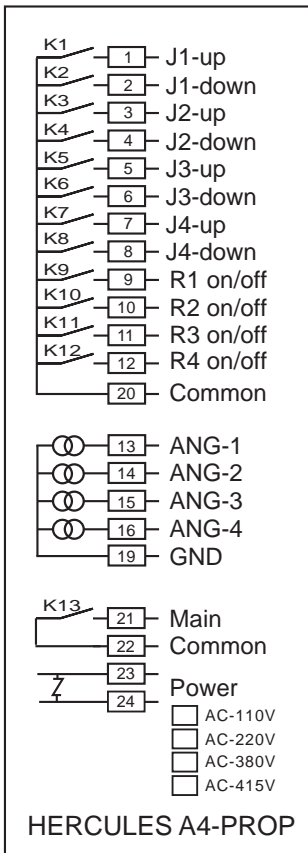 K1 1 J1-up
K2 2 J1-down
K3 3 J2-up
K4 4 J2-down
K5 5 J3-up
K6 6 J3-down
K7 7 J4-up
K8 8 J4-down
K9 9 R1 on/off
K10 10 R2 on/off
K11 11 R3 on/off
K12 12 R4 on/off
20 Common
13 ANG-1
14 ANG-2
15 ANG-3
16 ANG-4
19 GND
K13 21 Main
22 Common
23
Power
24
AC-110V
AC-220V
AC-380V
AC-415V
HERCULES A4-PROP